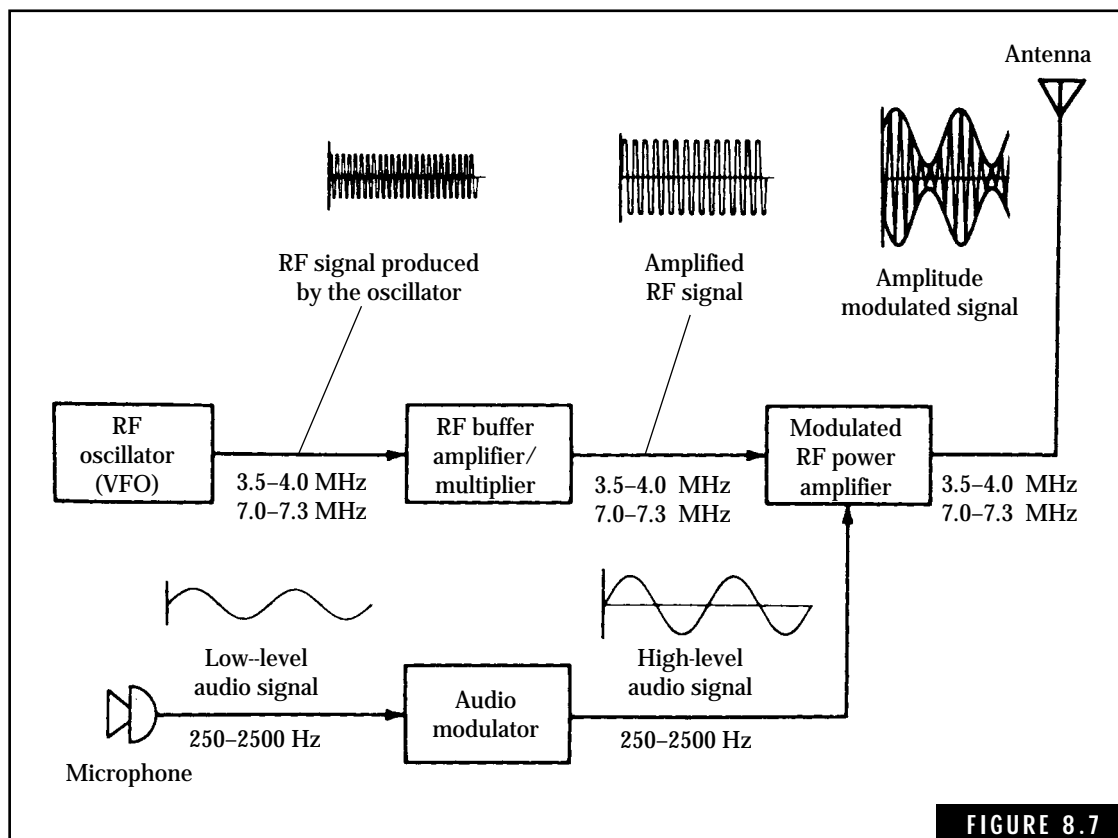 Antenna
RF signal produced
by the oscillator
Amplified
RF signal
Amplitude
modulated signal
RF
oscillator
(VFO)
3.5–4.0 MHz
7.0–7.3 MHz
RF buffer
amplifier/
multiplier
3.5–4.0 MHz
7.0–7.3 MHz
Modulated
RF power
amplifier
3.5–4.0 MHz
7.0–7.3 MHz
Low--level
audio signal
250–2500 Hz
Microphone
Audio
modulator
High-level
audio signal
250–2500 Hz
FIGURE 8.7